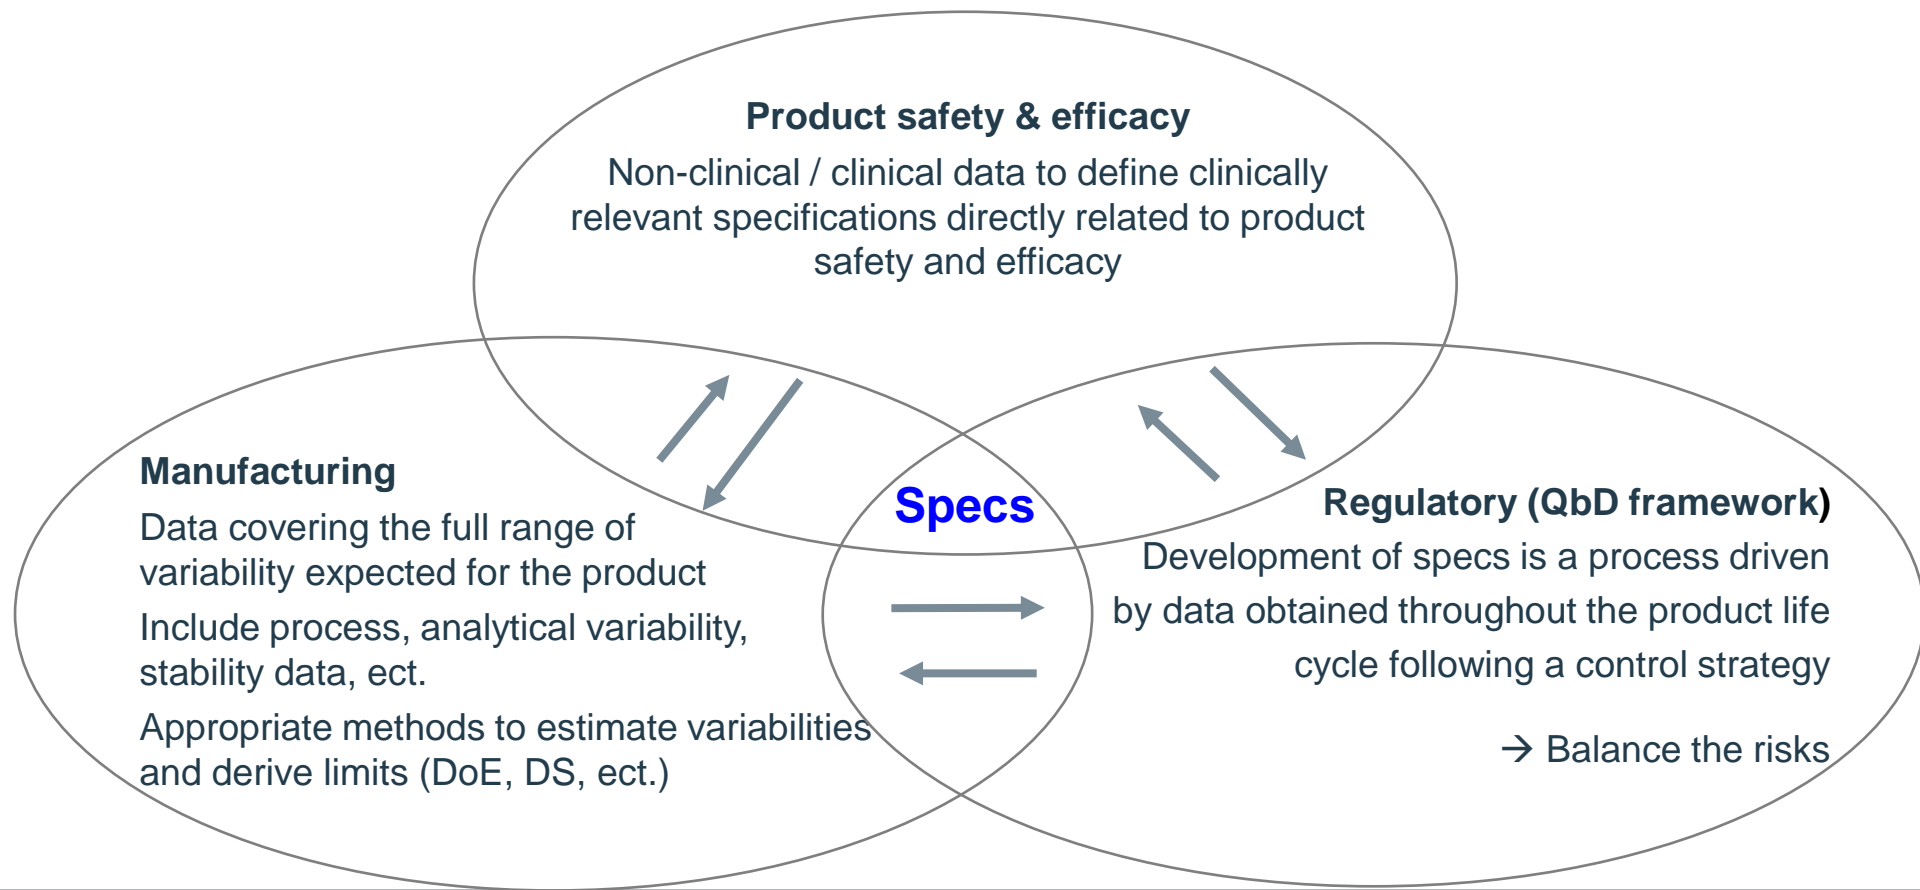 Product safety & efficacy
Non-clinical / clinical data to define clinically
relevant specifications directly related to product
safety and efficacy
Manufacturing
Data covering the full range of
variability expected for the product
Include process, analytical variability,
stability data, ect.
Appropriate methods to estimate variabilities
and derive limits (DoE, DS, ect.)
Specs
Regulatory (QbD framework)
Development of specs is a process driven
by data obtained throughout the product life
cycle following a control strategy
→ Balance the risks